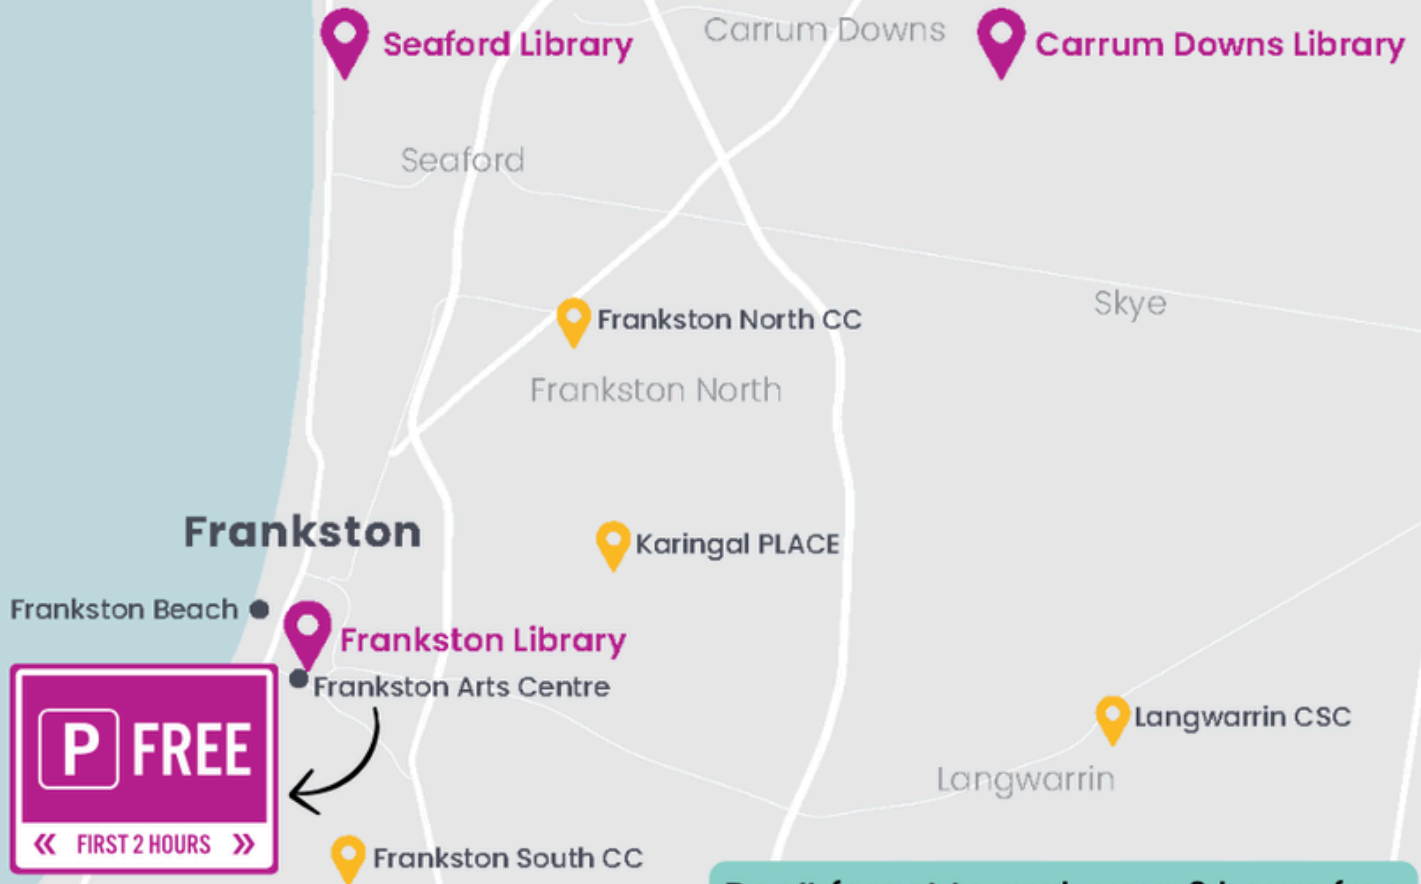 Carrum Downs
Seaford Library
Carrum Downs Library
Seaford
Skye
Frankston North CC
Frankston North
Frankston
Karingal PLACE
Frankston Beach
Frankston Library
Frankston Arts Centre
P FREE
« FIRST 2 HOURS »
Langwarrin CSC
Langwarrin
Frankston South CC